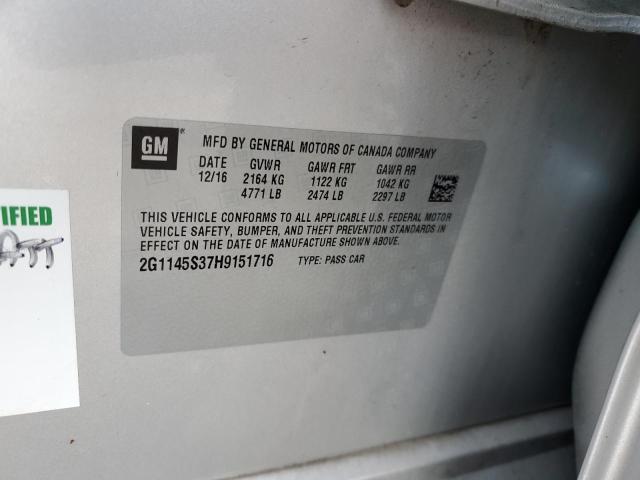 GM
MFD BY GENERAL MOTORS OF CANADA COMPANY
DATE GVWR GAWR FRT GAWR RR
12/16 2164 KG 1122 KG 1042 KG
4771 LB 2474 LB 2297 LB
THIS VEHICLE CONFORMS TO ALL APPLICABLE U.S. FEDERAL MOTOR
VEHICLE SAFETY, BUMPER, AND THEFT PREVENTION STANDARDS IN
EFFECT ON THE DATE OF MANUFACTURE SHOWN ABOVE.
2G1145S37H9151716 TYPE: PASS CAR
IFIED